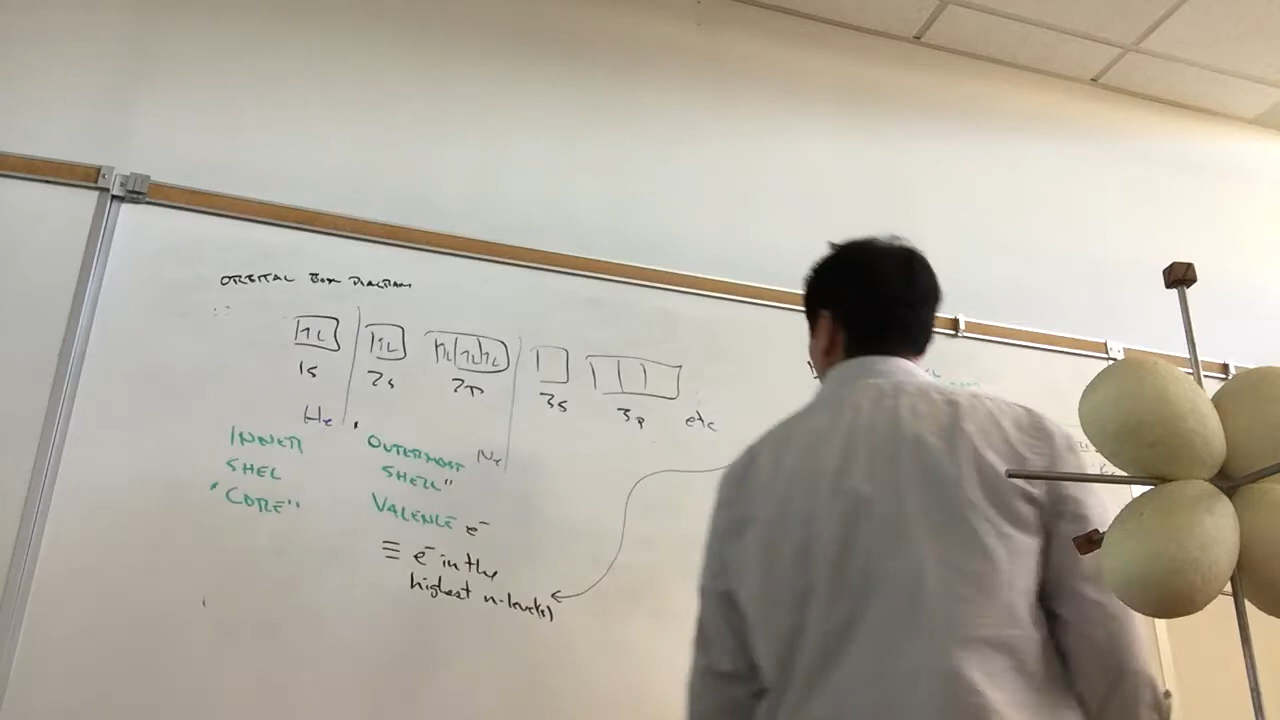 ORBITAL BOX DIAGRAM
1s 2s 2p 3s 3p etc
He Ne
INNER
SHEL
"CORE"
"OUTERMOST
SHELL"
VALENCE e⁻
≡ e⁻ in the
highest n-level(s)